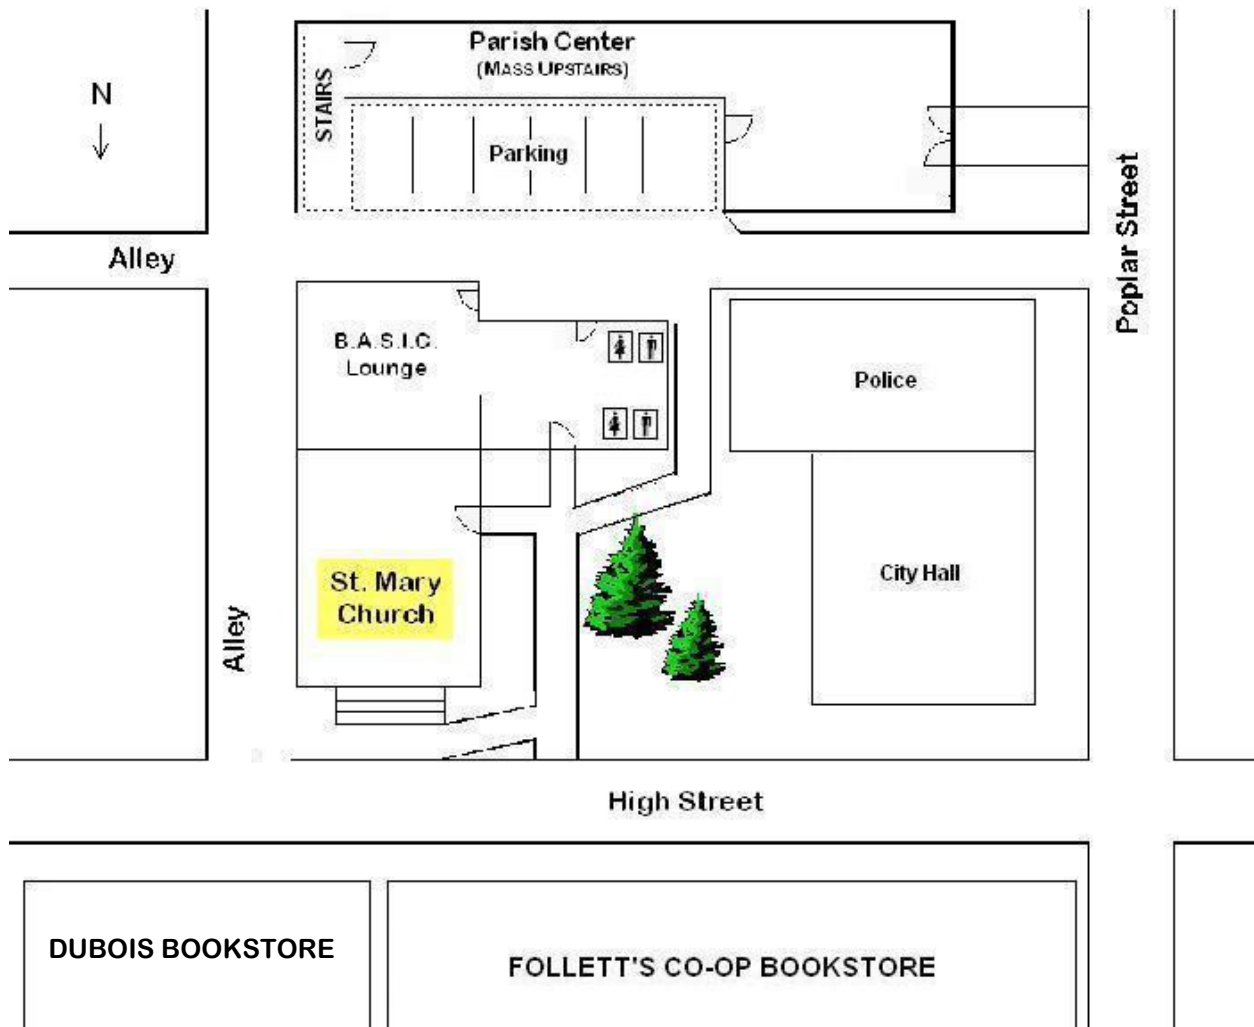 Parish Center
(MASS UPSTAIRS)
N
STAIRS
Parking
Poplar Street
Alley
B.A.S.I.C.
Lounge
Police
City Hall
St. Mary
Church
Alley
High Street
DUBOIS BOOKSTORE
FOLLETT'S CO-OP BOOKSTORE